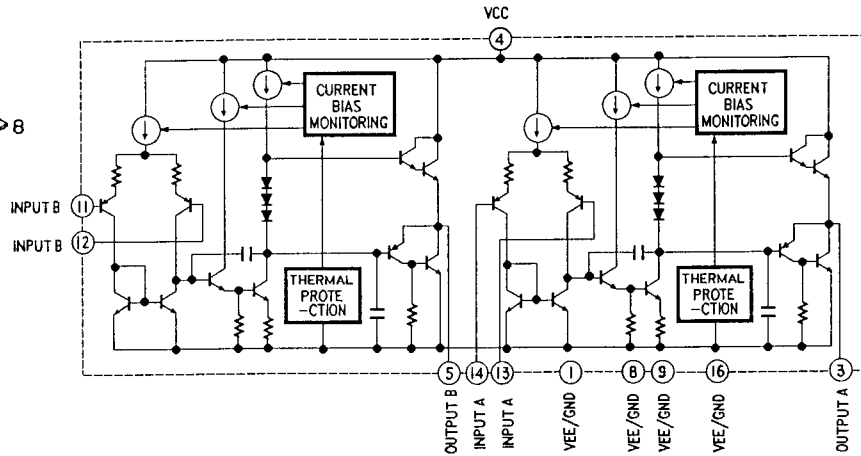 VCC
4
CURRENT
BIAS
MONITORING
CURRENT
BIAS
MONITORING
8
INPUT B 11
INPUT B 12
THERMAL
PROTE
-CTION
THERMAL
PROTE
-CTION
5 14 13 1 8 9 16 3
OUTPUT B
INPUT A
INPUT A
VEE/GND
VEE/GND
VEE/GND
VEE/GND
OUTPUT A